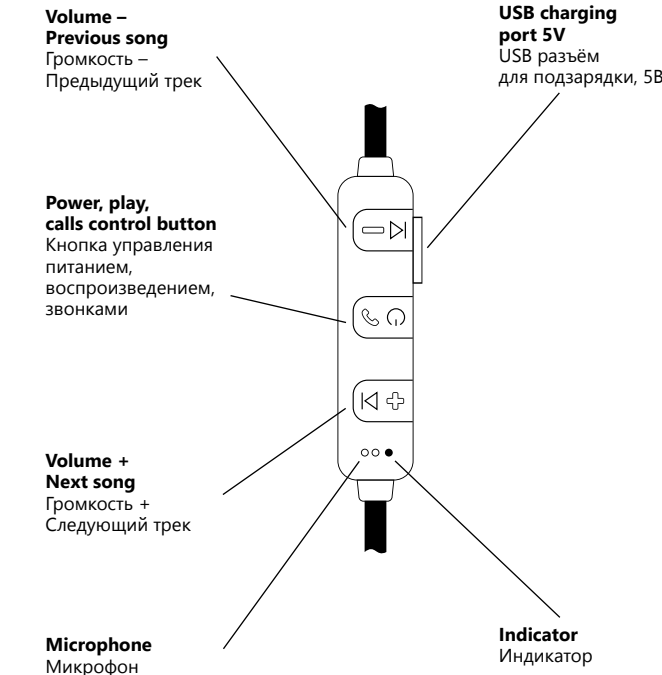 Volume –
Previous song
Громкость –
Предыдущий трек
USB charging
port 5V
USB разъём
для подзарядки, 5В
Power, play,
calls control button
Кнопка управления
питанием,
воспроизведением,
звонками
Volume +
Next song
Громкость +
Следующий трек
Microphone
Микрофон
Indicator
Индикатор